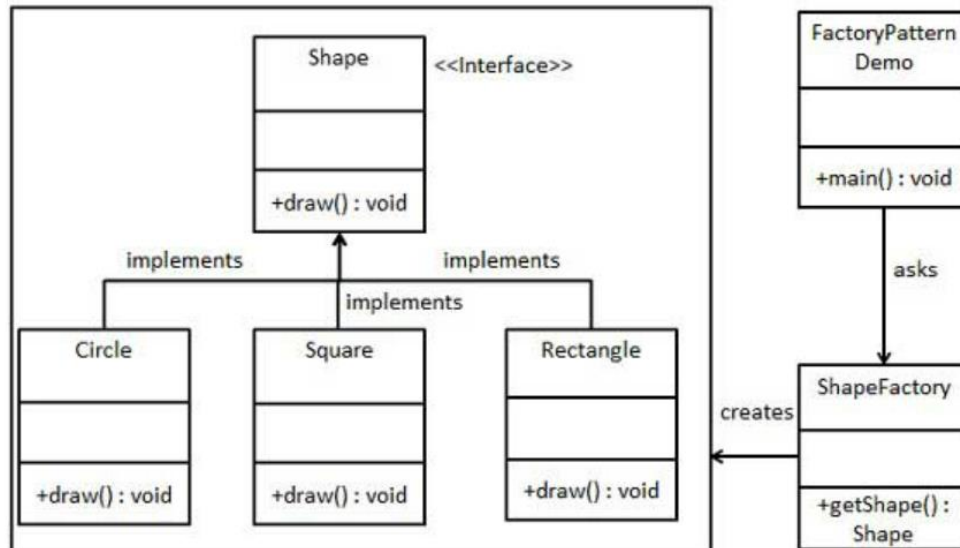 Shape
<<Interface>>
+draw() : void
implements
implements
implements
Circle
+draw() : void
Square
+draw() : void
Rectangle
+draw() : void
FactoryPattern
Demo
+main() : void
asks
ShapeFactory
creates
+getShape() :
Shape